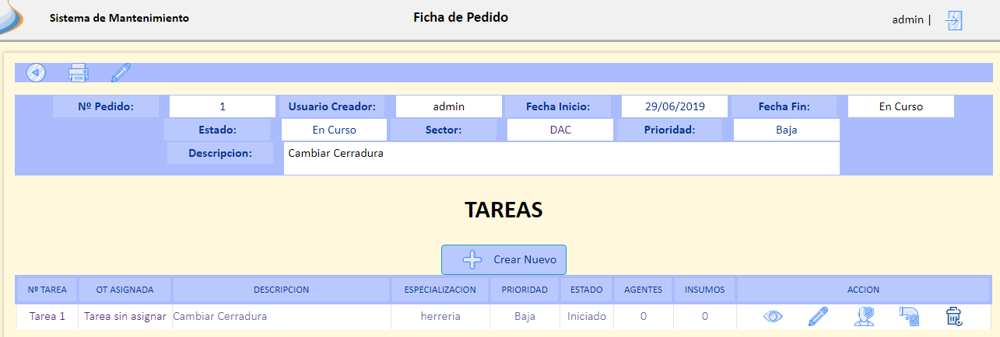 Sistema de Mantenimiento Ficha de Pedido admin |
Nº Pedido: 1 Usuario Creador: admin Fecha Inicio: 29/06/2019 Fecha Fin: En Curso
Estado: En Curso Sector: DAC Prioridad: Baja
Descripcion: Cambiar Cerradura
TAREAS
Crear Nuevo
Nº TAREA OT ASIGNADA DESCRIPCION ESPECIALIZACION PRIORIDAD ESTADO AGENTES INSUMOS ACCION
Tarea 1 Tarea sin asignar Cambiar Cerradura herreria Baja Iniciado 0 0